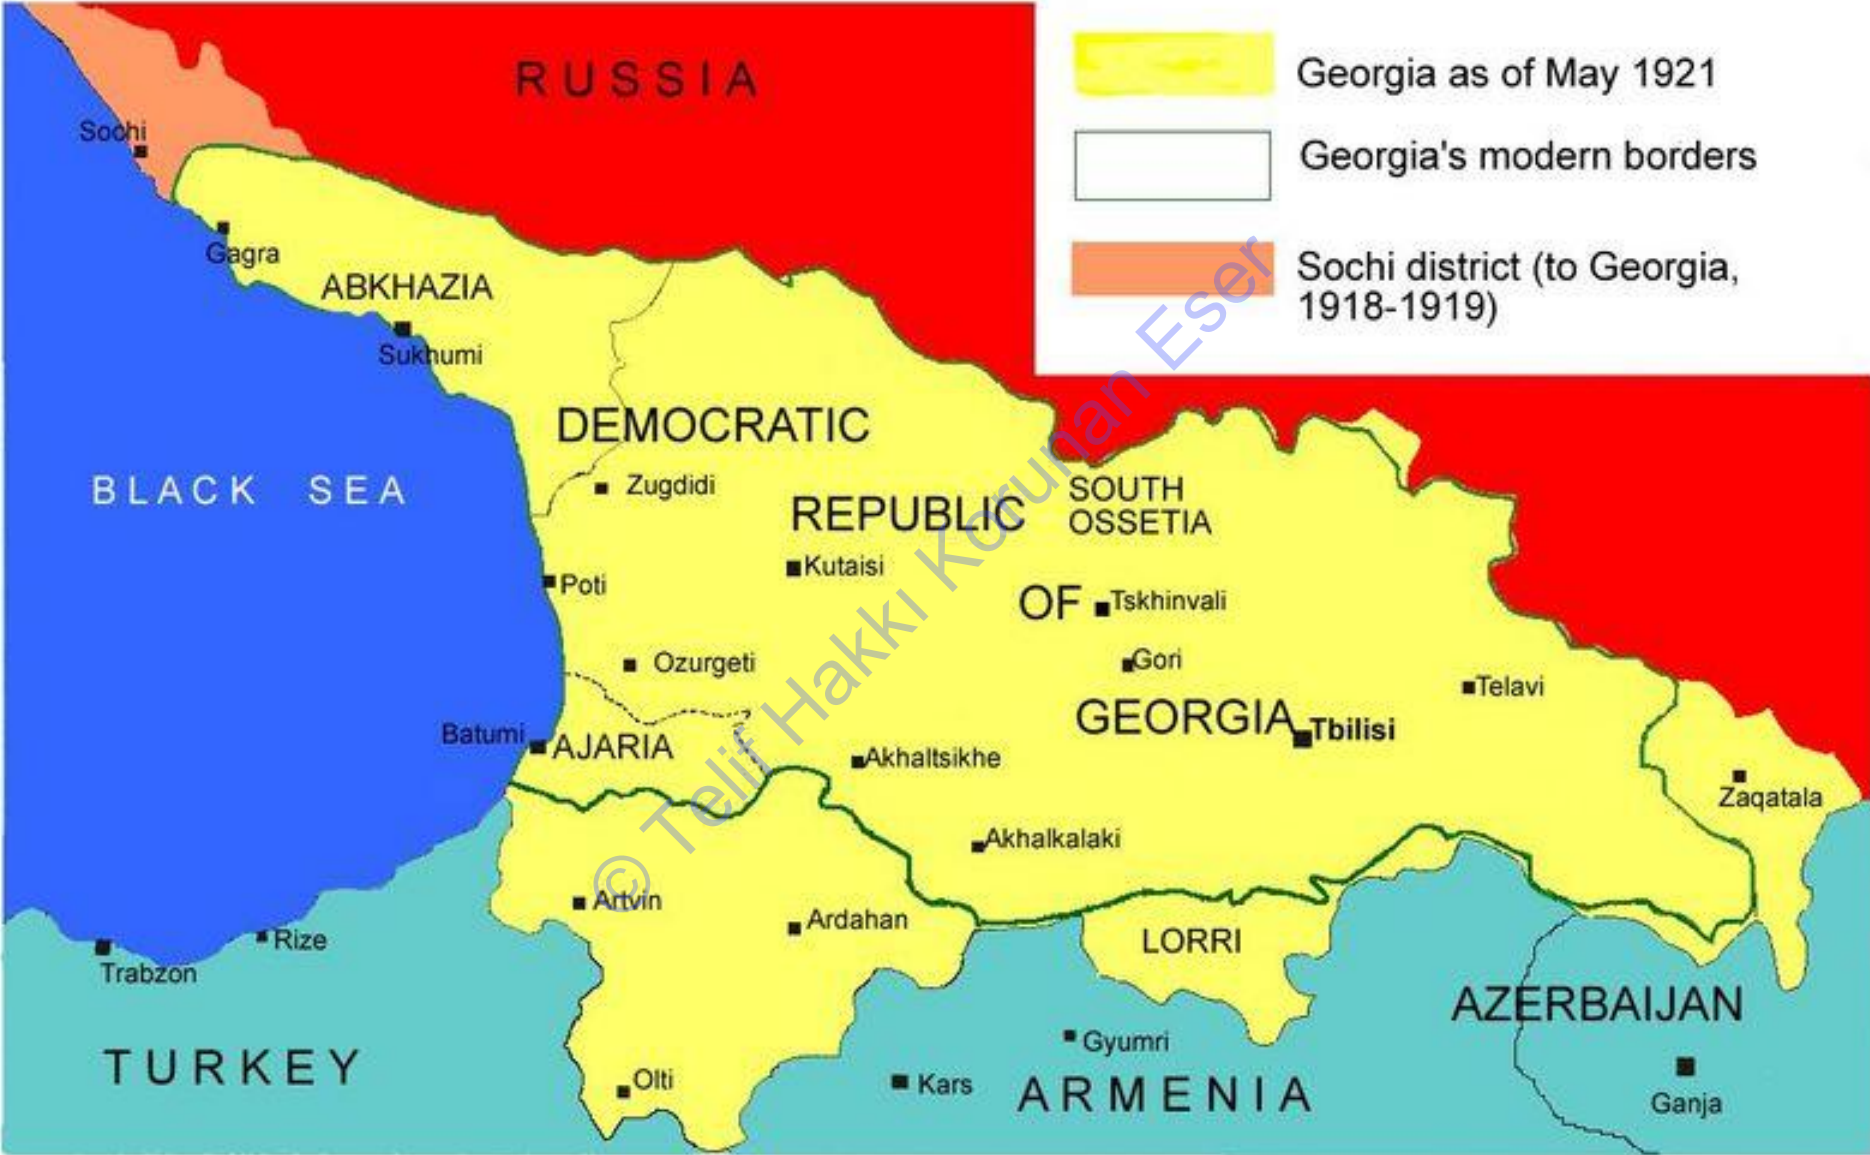 RUSSIA
Georgia as of May 1921
Georgia's modern borders
Sochi district (to Georgia,
1918-1919)
Sochi
Gagra
ABKHAZIA
Sukhumi
BLACK SEA
DEMOCRATIC
REPUBLIC
OF
GEORGIA
Zugdidi
SOUTH
OSSETIA
Kutaisi
Poti
Tskhinvali
Gori
Ozurgeti
Telavi
Batumi
AJARIA
Tbilisi
Akhaltsikhe
Zaqatala
Akhalkalaki
Artvin
Ardahan
LORRI
Rize
Trabzon
AZERBAIJAN
Gyumri
TURKEY
Olti
Kars
ARMENIA
Ganja
© Telif Hakkı Korunan Eser